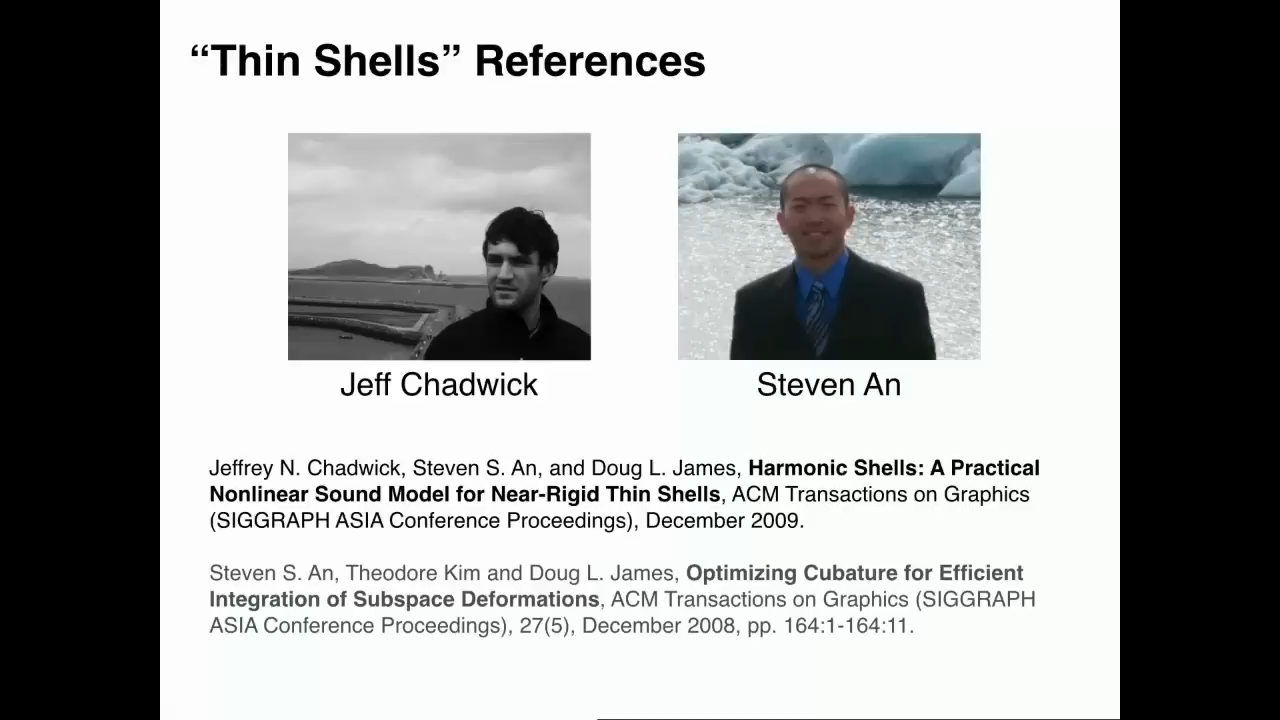 “Thin Shells” References
Jeff Chadwick
Steven An
Jeffrey N. Chadwick, Steven S. An, and Doug L. James, Harmonic Shells: A Practical
Nonlinear Sound Model for Near-Rigid Thin Shells, ACM Transactions on Graphics
(SIGGRAPH ASIA Conference Proceedings), December 2009.
Steven S. An, Theodore Kim and Doug L. James, Optimizing Cubature for Efficient
Integration of Subspace Deformations, ACM Transactions on Graphics (SIGGRAPH
ASIA Conference Proceedings), 27(5), December 2008, pp. 164:1-164:11.